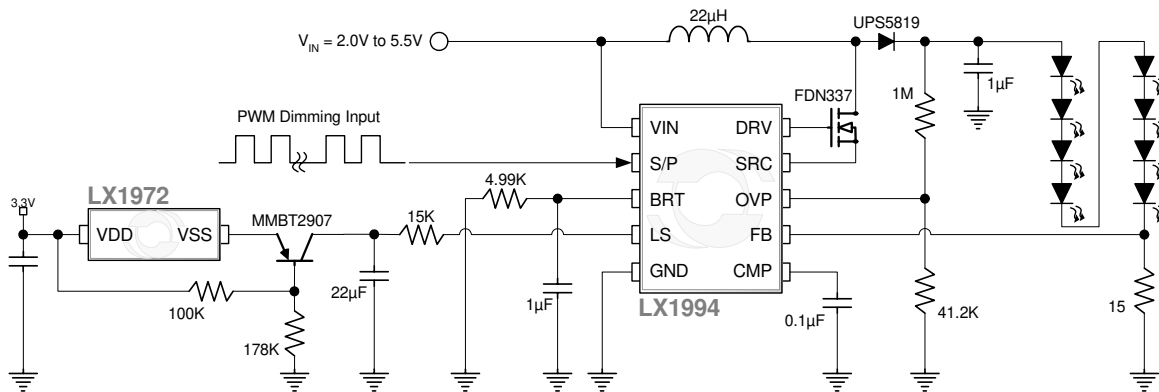 22µH
UPS5819
V_IN = 2.0V to 5.5V
1µF
FDN337
1M
PWM Dimming Input
VIN
DRV
S/P
SRC
LX1972
4.99K
BRT
OVP
3.3V
MMBT2907
15K
VDD
VSS
LS
FB
GND
CMP
22µF
1µF
LX1994
100K
0.1µF
41.2K
15
178K